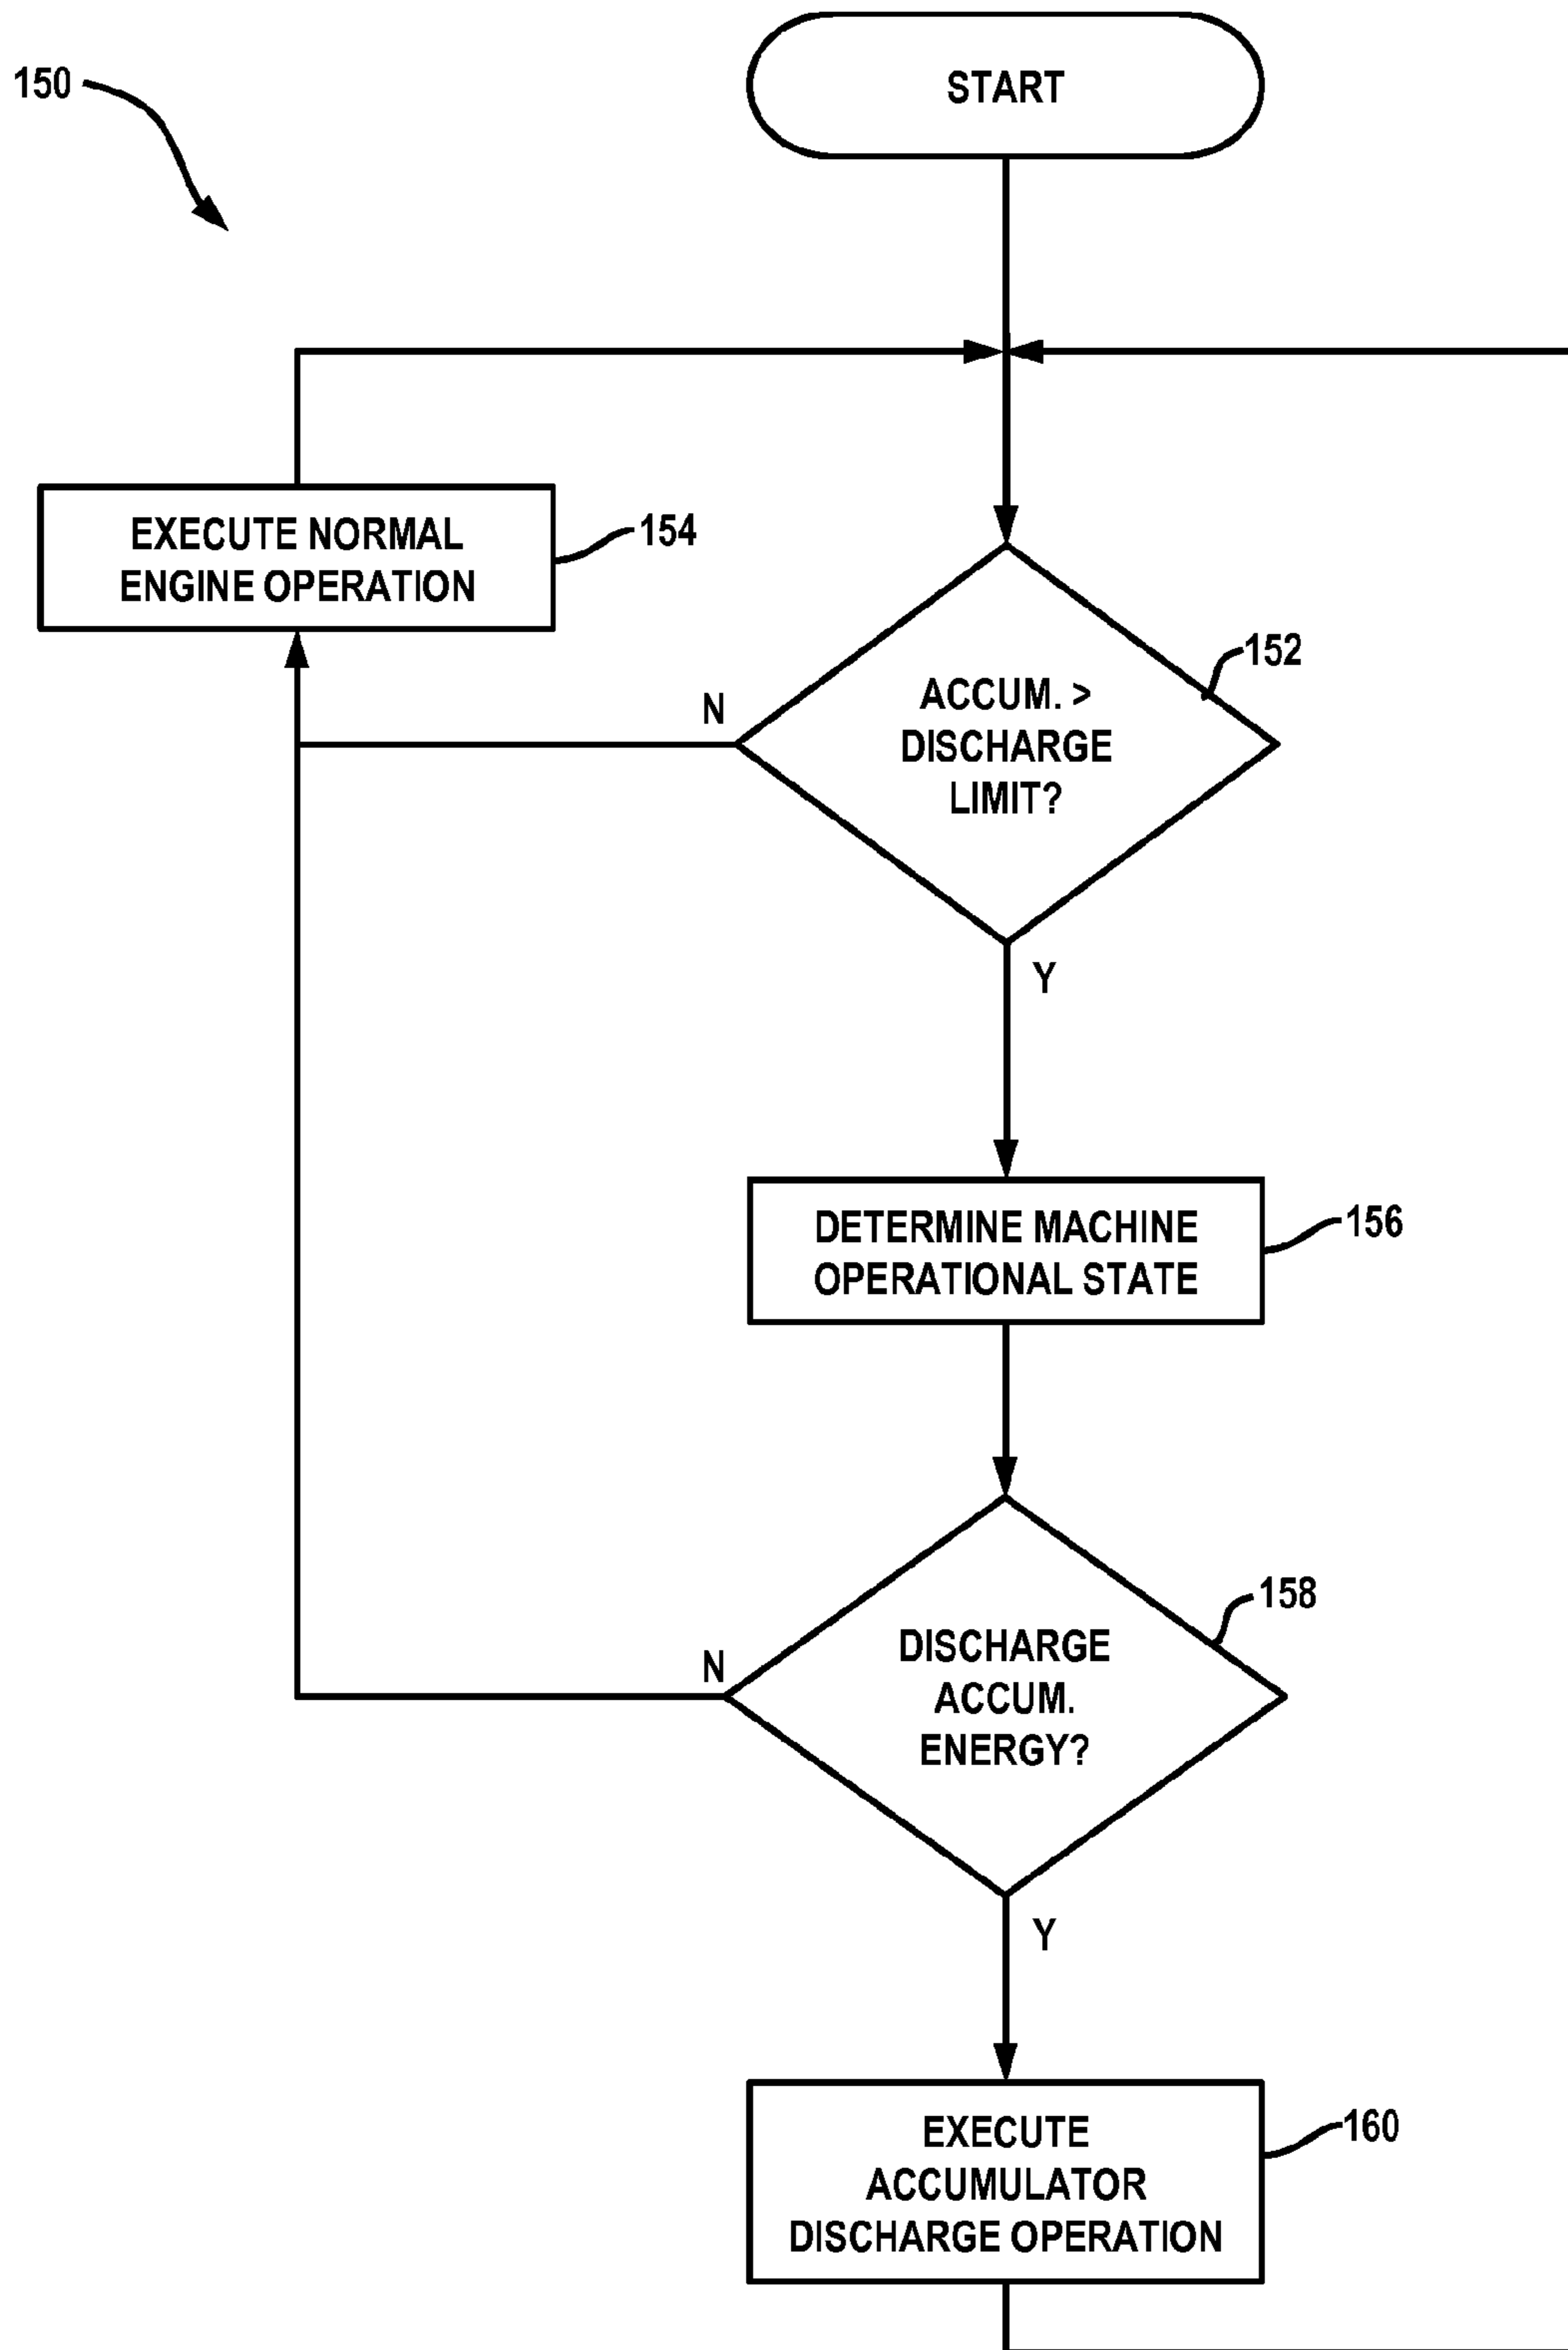 150
START
EXECUTE NORMAL
ENGINE OPERATION
154
152
ACCUM. >
DISCHARGE
LIMIT?
N
Y
DETERMINE MACHINE
OPERATIONAL STATE
156
158
DISCHARGE
ACCUM.
ENERGY?
N
Y
EXECUTE
ACCUMULATOR
DISCHARGE OPERATION
160